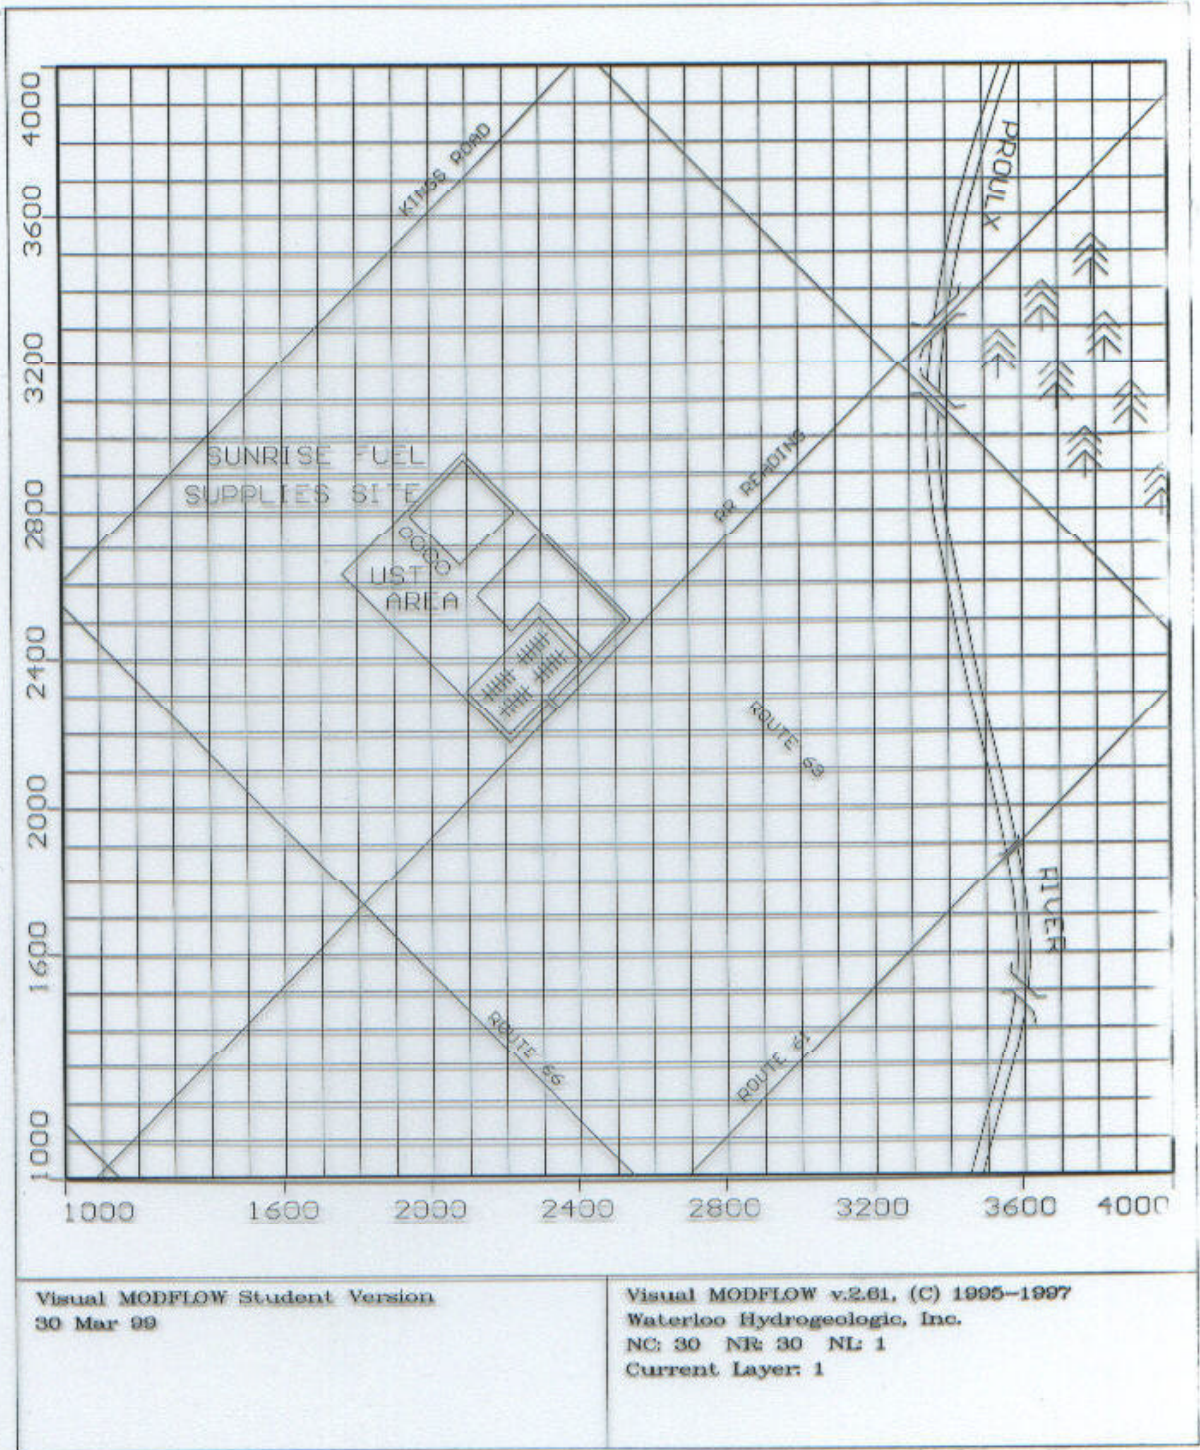 4000
3600
3200
2800
2400
2000
1600
1000
KINGS ROAD
PROULX
SUNRISE FUEL
SUPPLIES SITE
UST
AREA
RR READING
ROUTE 63
RIVER
ROUTE 66
ROUTE 61
1000 1600 2000 2400 2800 3200 3600 4000
Visual MODFLOW Student Version
30 Mar 99
Visual MODFLOW v.2.61, (C) 1995-1997
Waterloo Hydrogeologic, Inc.
NC: 30 NR: 30 NL: 1
Current Layer: 1